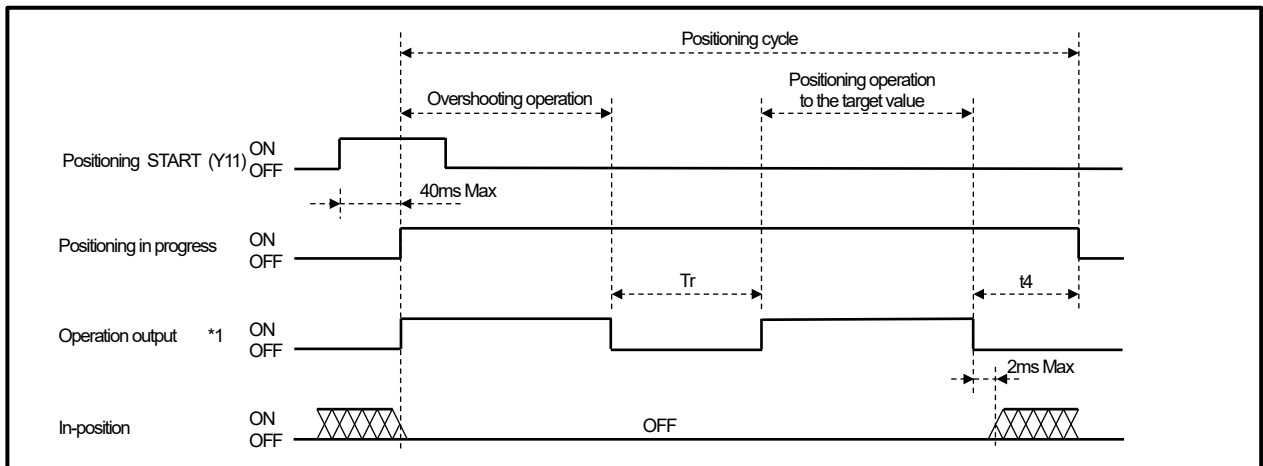 Positioning cycle
Positioning operation
to the target value
Overshooting operation
Positioning START (Y11)
ON
OFF
40ms Max
Positioning in progress
ON
OFF
Tr
t4
Operation output *1
ON
OFF
2ms Max
In-position
ON
OFF
OFF